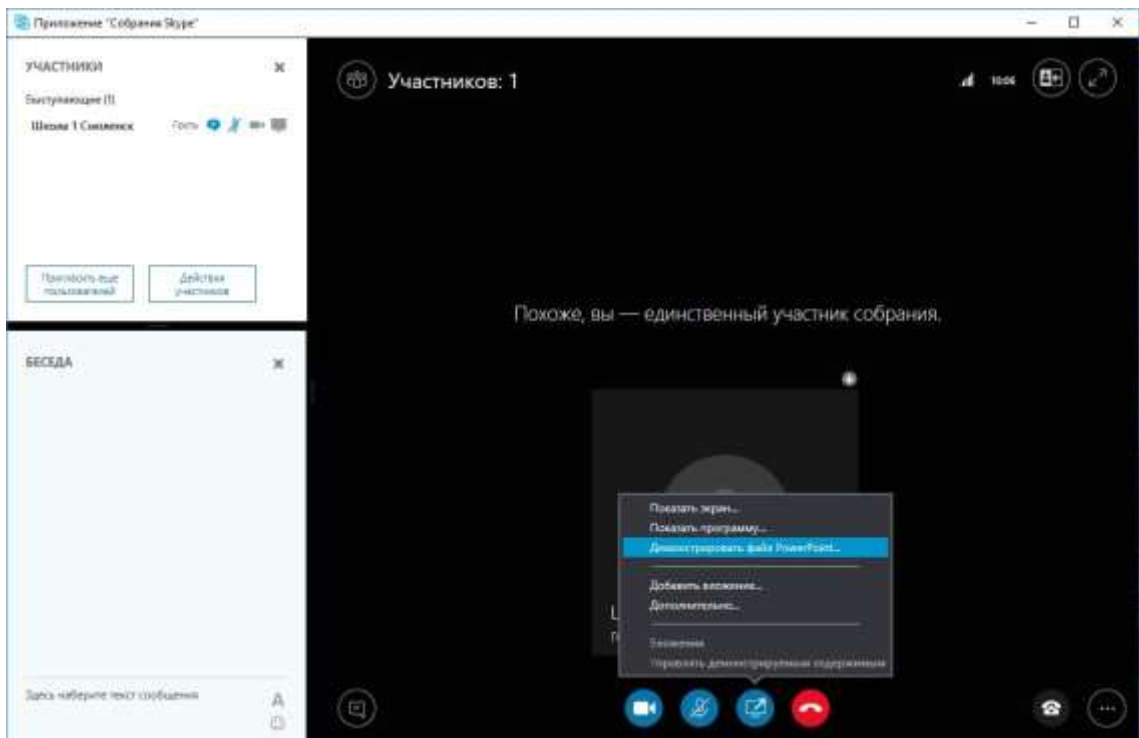 Приложение "Собрания Skype"
УЧАСТНИКИ
Выступающие (1)
Школа 1 Смоленск
Гость
Пригласить еще
пользователей
Действия
участников
БЕСЕДА
Здесь наберите текст сообщения
A
Участников: 1
10:06
Похоже, вы — единственный участник собрания.
Показать экран...
Показать программу...
Демонстрировать файл PowerPoint...
Добавить вложение...
Дополнительно...
Вложения
Управлять демонстрируемым содержимым